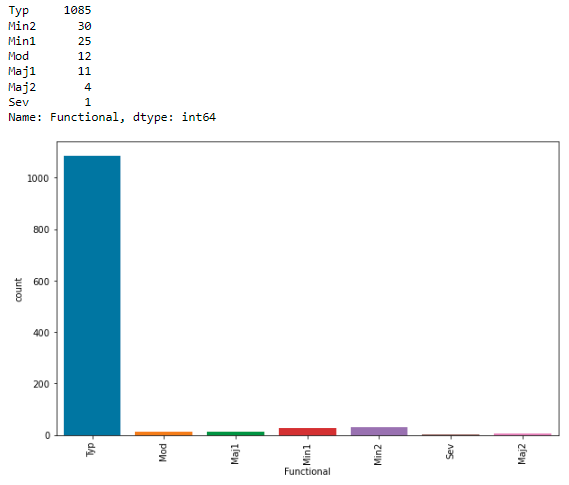 Typ 1085
Min2 30
Min1 25
Mod 12
Maj1 11
Maj2 4
Sev 1
Name: Functional, dtype: int64
1000
800
600
400
200
0
count
Typ Mod Maj1 Min1 Min2 Sev Maj2
Functional